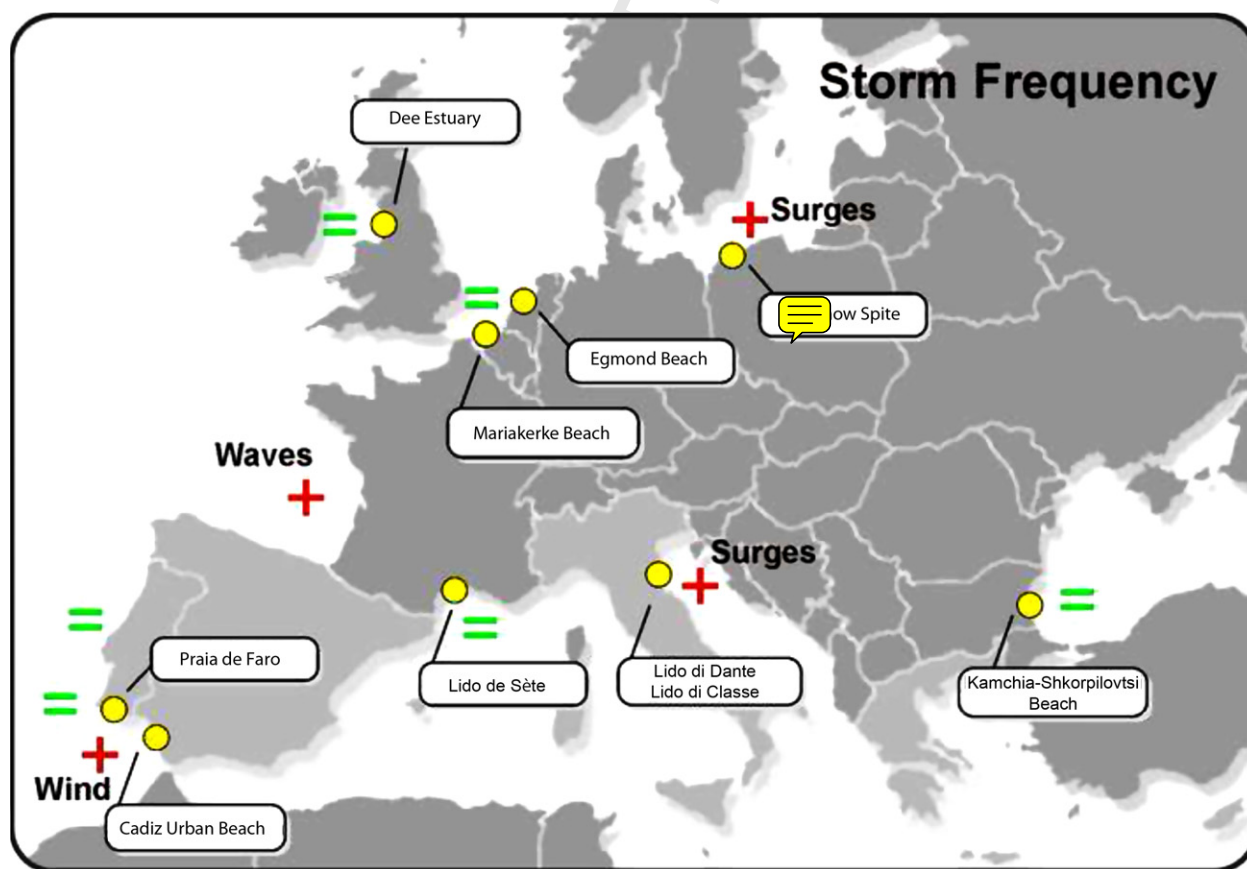 Storm Frequency
Dee Estuary
Surges
ow Spite
Egmond Beach
Mariakerke Beach
Waves
Surges
Praia de Faro
Lido de Sète
Lido di Dante
Lido di Classe
Kamchia-Shkorpilovtsi
Beach
Wind
Cadiz Urban Beach